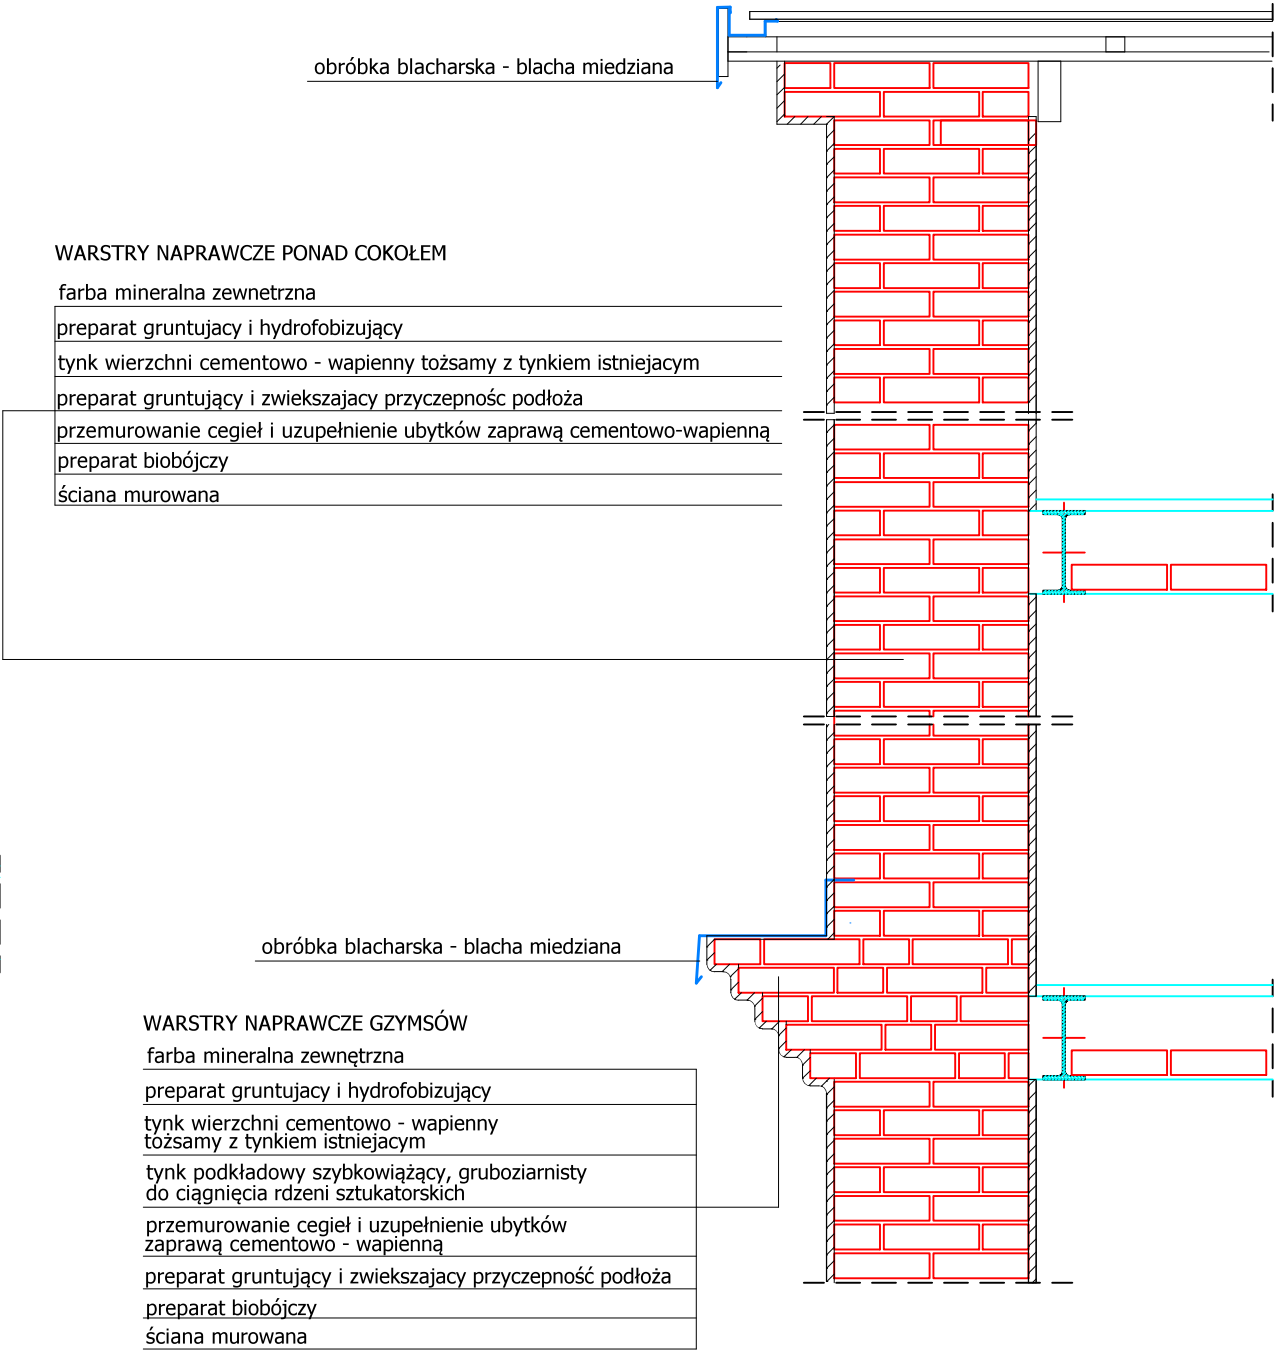 obróbka blacharska - blacha miedziana
WARSTRY NAPRAWCZE PONAD COKOŁEM
farba mineralna zewnetrzna
preparat gruntujacy i hydrofobizujący
tynk wierzchni cementowo - wapienny tożsamy z tynkiem istniejacym
preparat gruntujący i zwiekszajacy przyczepnośc podłoża
przemurowanie cegieł i uzupełnienie ubytków zaprawą cementowo-wapienną
preparat biobójczy
ściana murowana
obróbka blacharska - blacha miedziana
WARSTRY NAPRAWCZE GZYMSÓW
farba mineralna zewnętrzna
preparat gruntujacy i hydrofobizujący
tynk wierzchni cementowo - wapienny
tożsamy z tynkiem istniejacym
tynk podkładowy szybkowiążący, gruboziarnisty
do ciągnięcia rdzeni sztukatorskich
przemurowanie cegieł i uzupełnienie ubytków
zaprawą cementowo - wapienną
preparat gruntujący i zwiekszajacy przyczepność podłoża
preparat biobójczy
ściana murowana